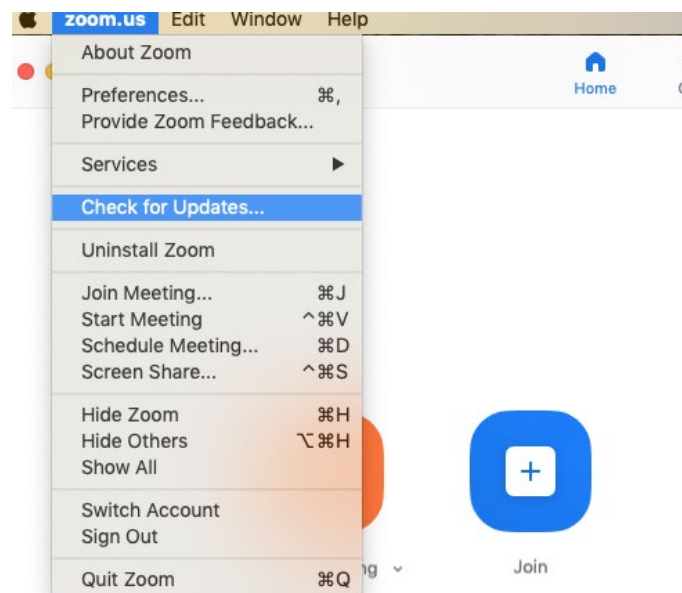 zoom.us Edit Window Help
About Zoom
Preferences... ⌘,
Provide Zoom Feedback...
Services ▶
Check for Updates...
Uninstall Zoom
Join Meeting... ⌘J
Start Meeting ^⌘V
Schedule Meeting... ⌘D
Screen Share... ^⌘S
Hide Zoom ⌘H
Hide Others ⌥⌘H
Show All
Switch Account
Sign Out
Quit Zoom ⌘Q
Home
Join